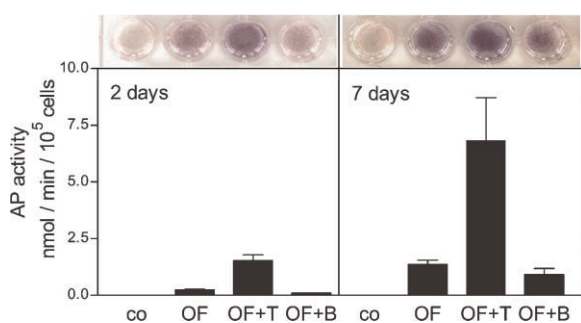 10.0
7.5
5.0
2.5
0.0
AP activity
nmol / min / 10⁵ cells
2 days
7 days
co OF OF+T OF+B co OF OF+T OF+B